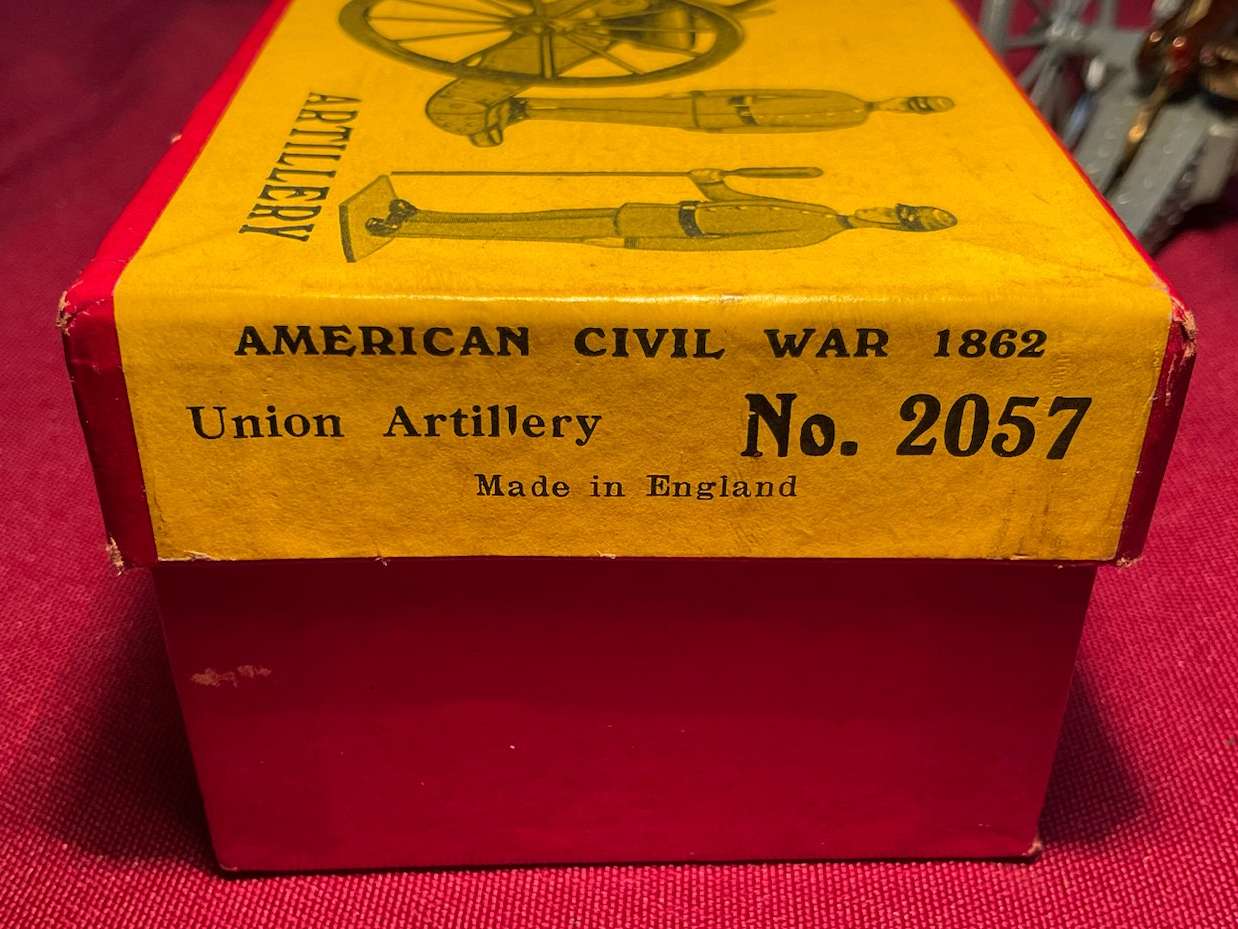 ARTILLERY
AMERICAN CIVIL WAR 1862
Union Artillery No. 2057
Made in England